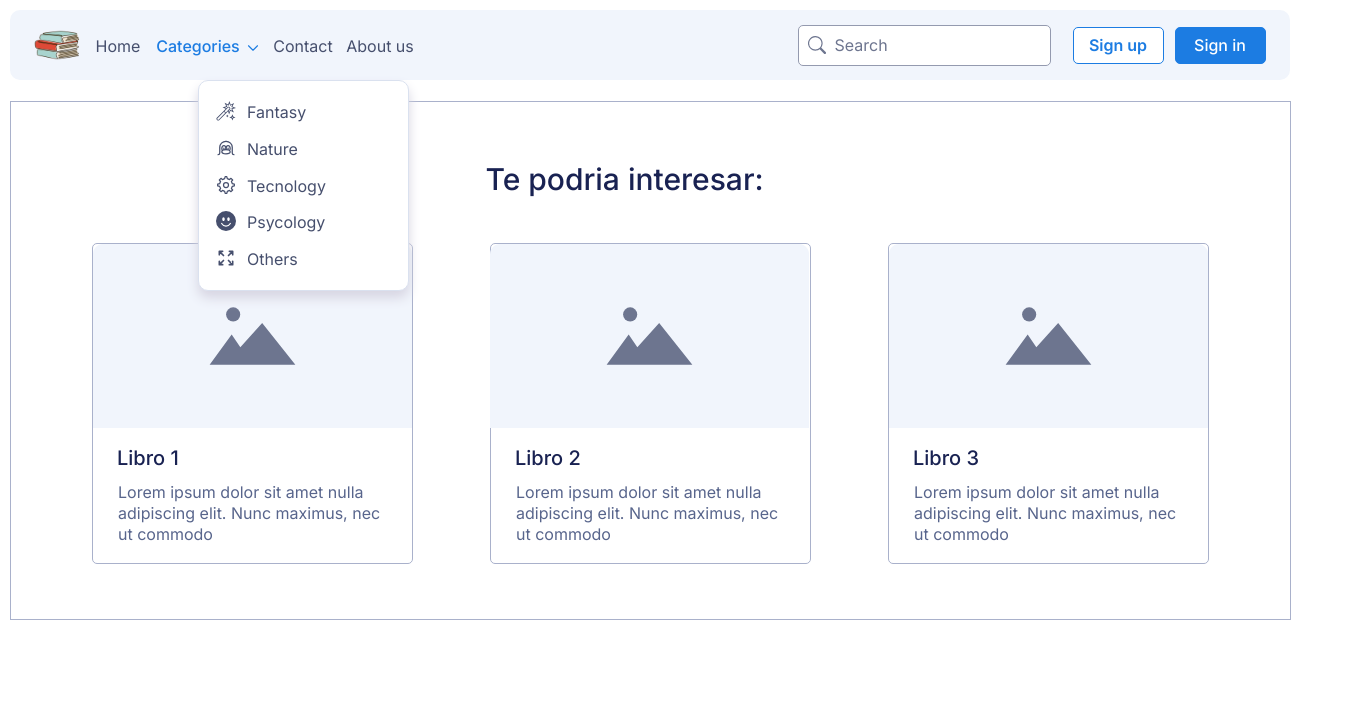 Home Categories Contact About us Search Sign up Sign in
Fantasy
Nature
Tecnology
Psycology
Others
Te podria interesar:
Libro 1
Lorem ipsum dolor sit amet nulla
adipiscing elit. Nunc maximus, nec
ut commodo
Libro 2
Lorem ipsum dolor sit amet nulla
adipiscing elit. Nunc maximus, nec
ut commodo
Libro 3
Lorem ipsum dolor sit amet nulla
adipiscing elit. Nunc maximus, nec
ut commodo